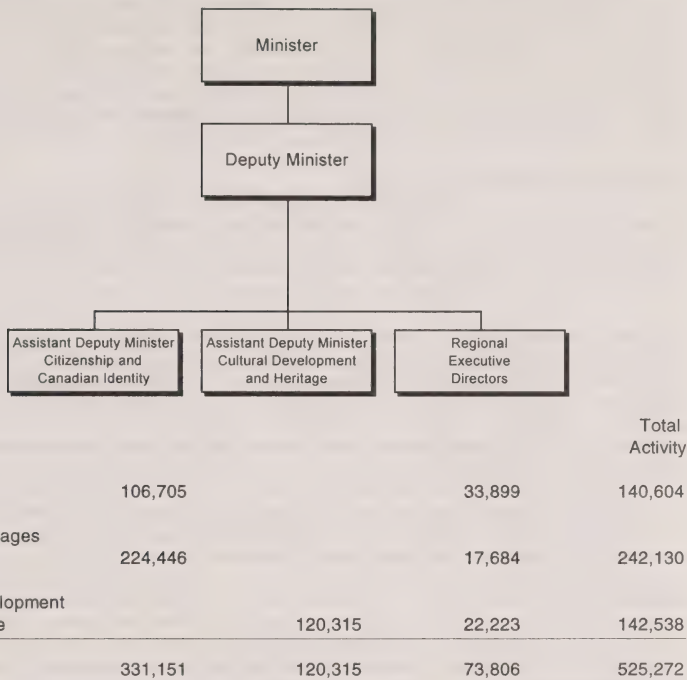 Minister
Deputy Minister
Assistant Deputy Minister
Citizenship and
Canadian Identity
Assistant Deputy Minister
Cultural Development
and Heritage
Regional
Executive
Directors
Total
Activity
106,705 33,899 140,604
ages
224,446 17,684 242,130
lopment
e 120,315 22,223 142,538
331,151 120,315 73,806 525,272